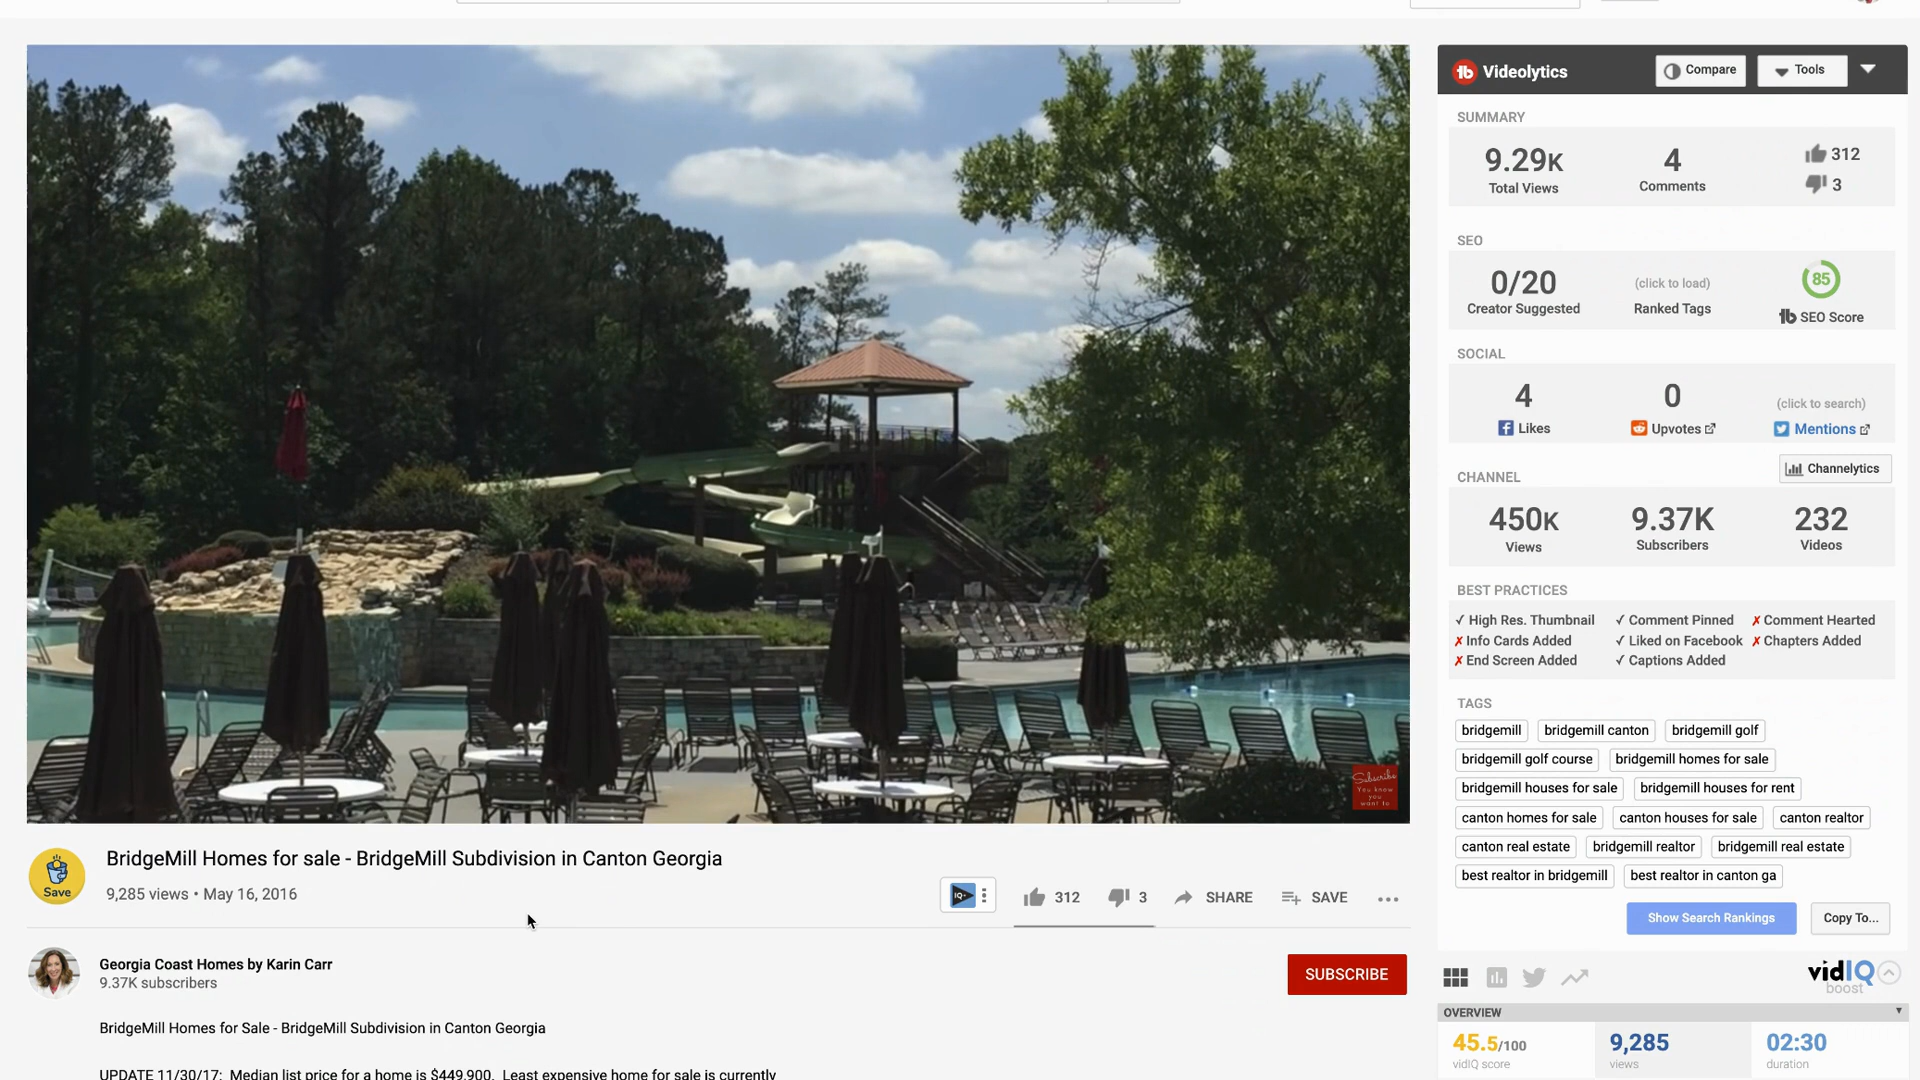 Subscribe
You know
you
want to
Save
BridgeMill Homes for sale - BridgeMill Subdivision in Canton Georgia
9,285 views • May 16, 2016
IQ+
312
3
SHARE
SAVE
Georgia Coast Homes by Karin Carr
9.37K subscribers
SUBSCRIBE
BridgeMill Homes for Sale - BridgeMill Subdivision in Canton Georgia
UPDATE 11/30/17: Median list price for a home is $449,900. Least expensive home for sale is currently
tb Videolytics Compare Tools
SUMMARY
9.29K 4 312
Total Views Comments 3
SEO
0/20 (click to load) 85
Creator Suggested Ranked Tags tb SEO Score
SOCIAL
4 0 (click to search)
Likes Upvotes Mentions
CHANNEL Channelytics
450K 9.37K 232
Views Subscribers Videos
BEST PRACTICES
✓ High Res. Thumbnail ✓ Comment Pinned ✗ Comment Hearted
✗ Info Cards Added ✓ Liked on Facebook ✗ Chapters Added
✗ End Screen Added ✓ Captions Added
TAGS
bridgemill bridgemill canton bridgemill golf
bridgemill golf course bridgemill homes for sale
bridgemill houses for sale bridgemill houses for rent
canton homes for sale canton houses for sale canton realtor
canton real estate bridgemill realtor bridgemill real estate
best realtor in bridgemill best realtor in canton ga
Show Search Rankings Copy To...
vidIQ
boost
OVERVIEW
45.5/100 9,285 02:30
vidIQ score views duration